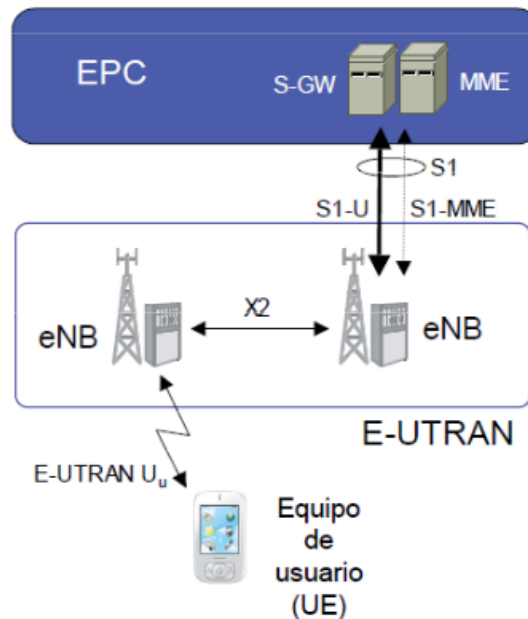 EPC
S-GW
MME
S1
S1-U
S1-MME
X2
eNB
eNB
E-UTRAN
E-UTRAN Uu
Equipo
de
usuario
(UE)